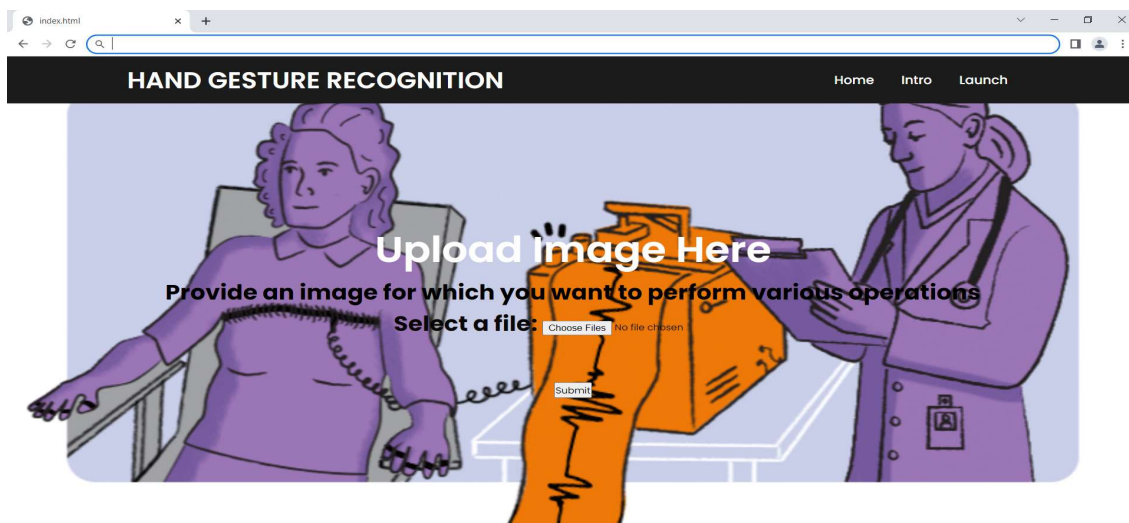 index.html
HAND GESTURE RECOGNITION
Home Intro Launch
Upload Image Here
Provide an image for which you want to perform various operations
Select a file: Choose Files No file chosen
Submit